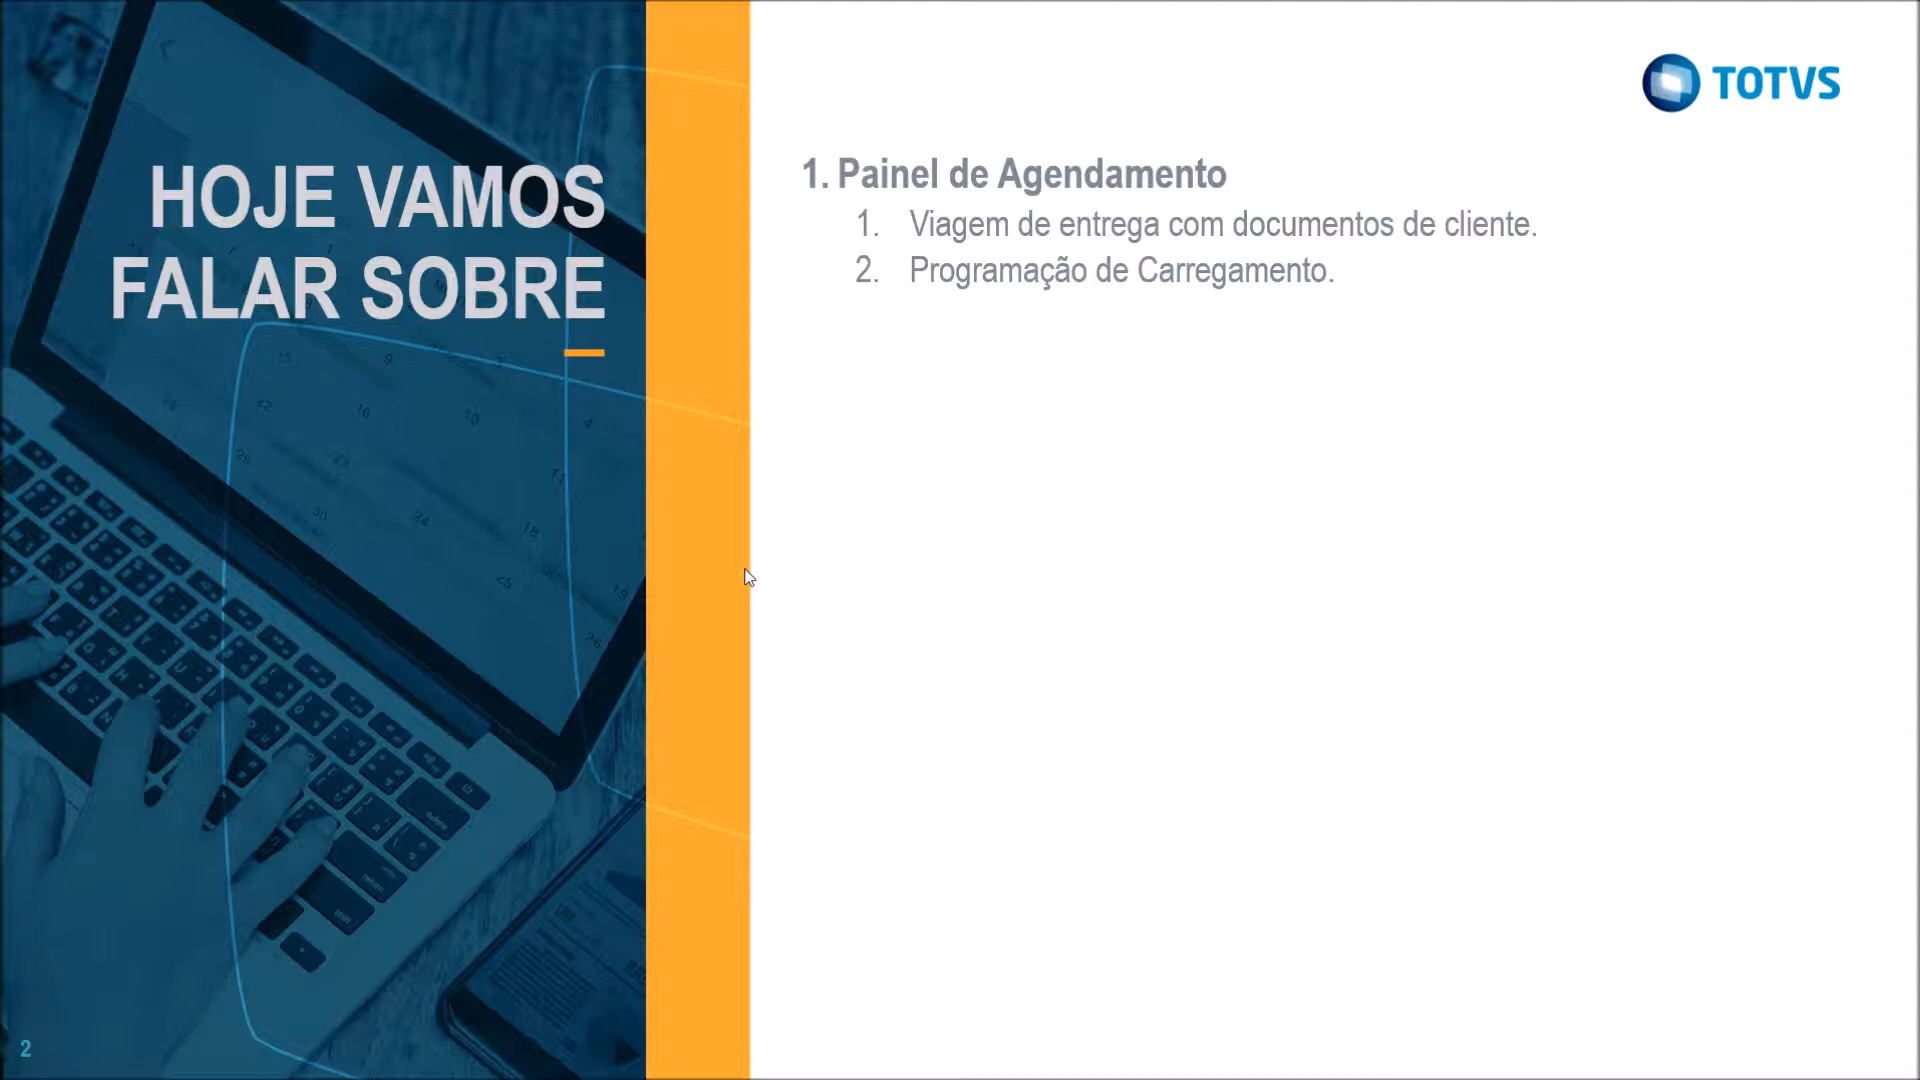 HOJE VAMOS
FALAR SOBRE
TOTVS
1. Painel de Agendamento
1. Viagem de entrega com documentos de cliente.
2. Programação de Carregamento.
2